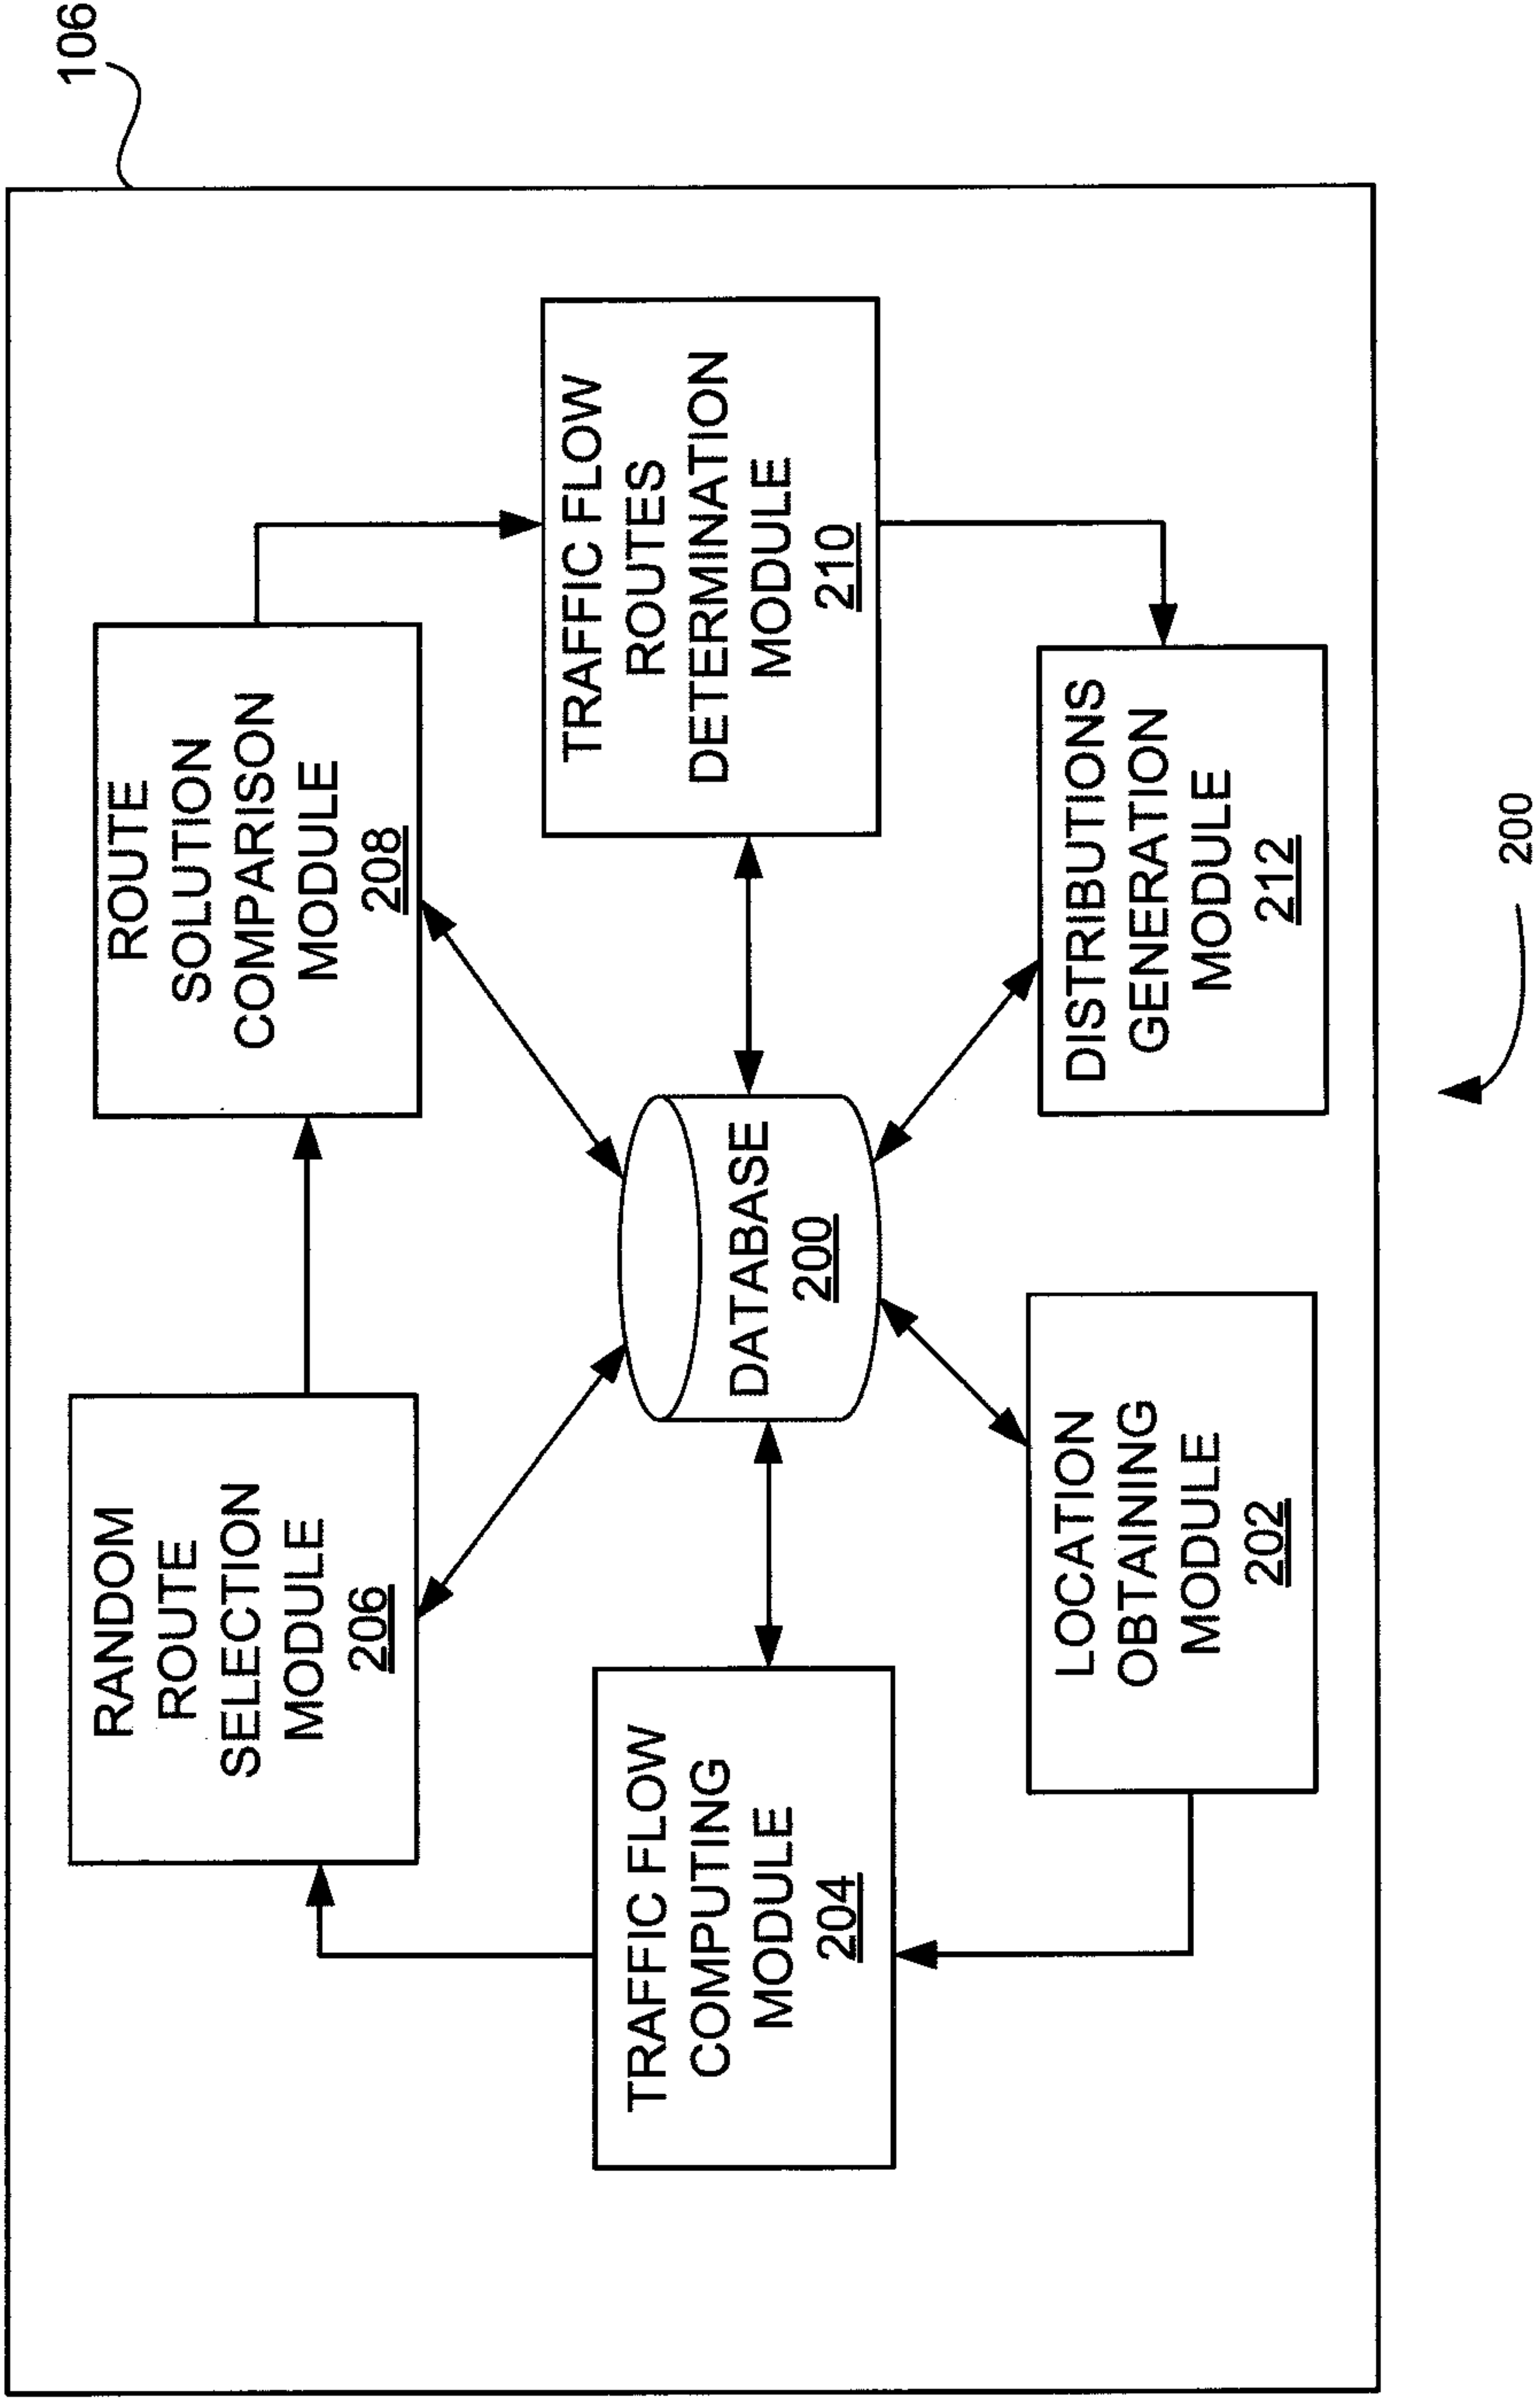 106
RANDOM
ROUTE
SELECTION
MODULE
206
ROUTE
SOLUTION
COMPARISON
MODULE
208
TRAFFIC FLOW
COMPUTING
MODULE
204
DATABASE
200
TRAFFIC FLOW
ROUTES
DETERMINATION
MODULE
210
LOCATION
OBTAINING
MODULE
202
DISTRIBUTIONS
GENERATION
MODULE
212
200